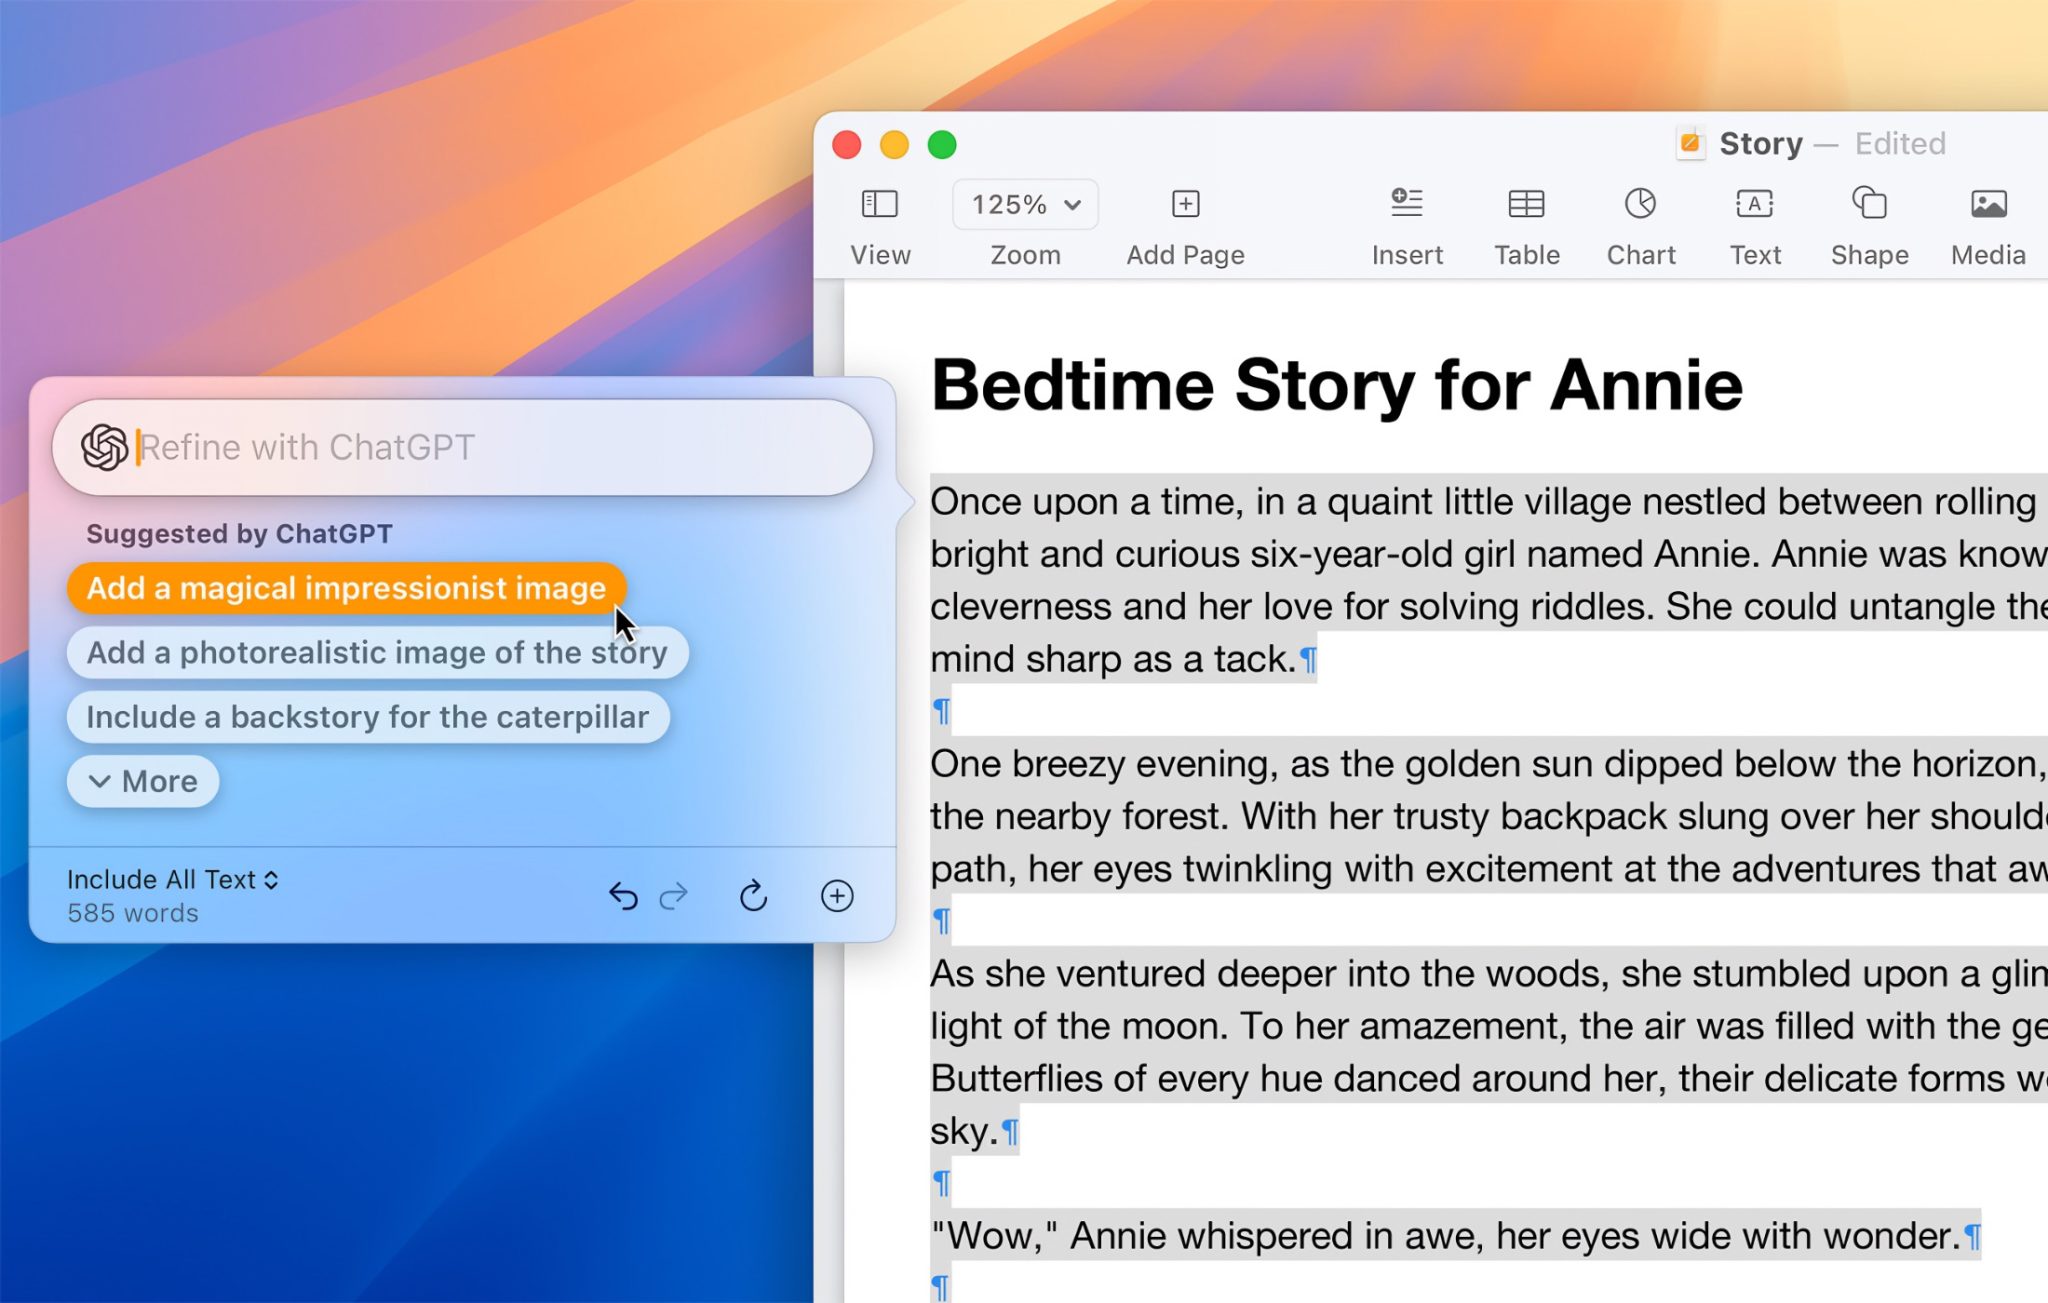 Story — Edited
125%
View Zoom Add Page Insert Table Chart Text Shape Media
Bedtime Story for Annie
Refine with ChatGPT
Suggested by ChatGPT
Add a magical impressionist image
Add a photorealistic image of the story
Include a backstory for the caterpillar
More
Include All Text
585 words
Once upon a time, in a quaint little village nestled between rolling
bright and curious six-year-old girl named Annie. Annie was know
cleverness and her love for solving riddles. She could untangle the
mind sharp as a tack.¶
¶
One breezy evening, as the golden sun dipped below the horizon,
the nearby forest. With her trusty backpack slung over her should
path, her eyes twinkling with excitement at the adventures that aw
¶
As she ventured deeper into the woods, she stumbled upon a glim
light of the moon. To her amazement, the air was filled with the ge
Butterflies of every hue danced around her, their delicate forms w
sky.¶
¶
"Wow," Annie whispered in awe, her eyes wide with wonder.¶
¶